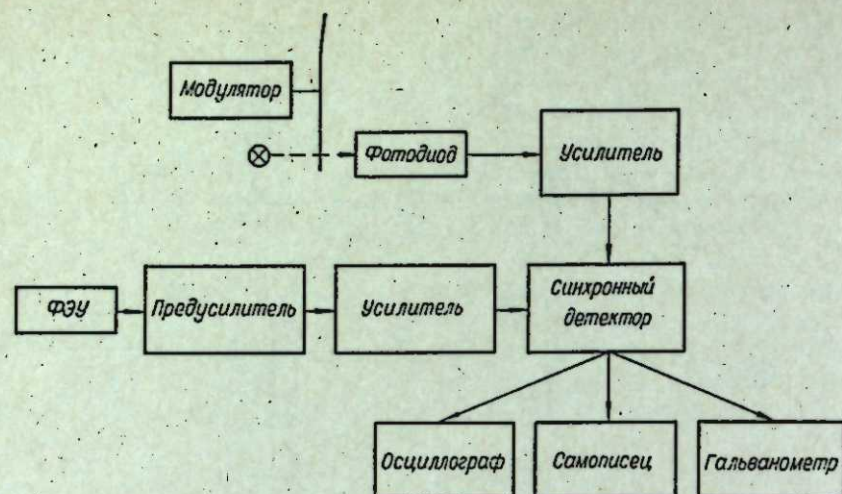 Модулятор
Фотодиод
Усилитель
ФЭУ
Предусилитель
Усилитель
Синхронный
детектор
Осциллограф
Самописец
Гальванометр